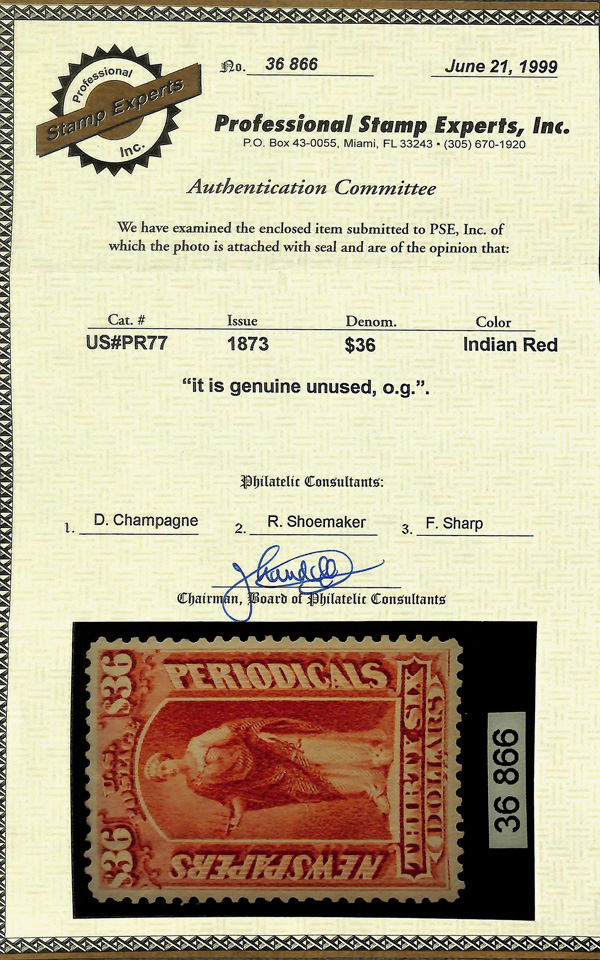 Professional
Stamp Experts
Inc.
No. 36 866
June 21, 1999
Professional Stamp Experts, Inc.
P.O. Box 43-0055, Miami, FL 33243 • (305) 670-1920
Authentication Committee
We have examined the enclosed item submitted to PSE, Inc. of
which the photo is attached with seal and are of the opinion that:
Cat. # Issue Denom. Color
US#PR77 1873 $36 Indian Red
“it is genuine unused, o.g.”.
Philatelic Consultants:
1. D. Champagne 2. R. Shoemaker 3. F. Sharp
Chairman, Board of Philatelic Consultants
$36
U.S.
POSTAGE
$36
PERIODICALS
NEWSPAPERS
THIRTY SIX
DOLLARS
36 866